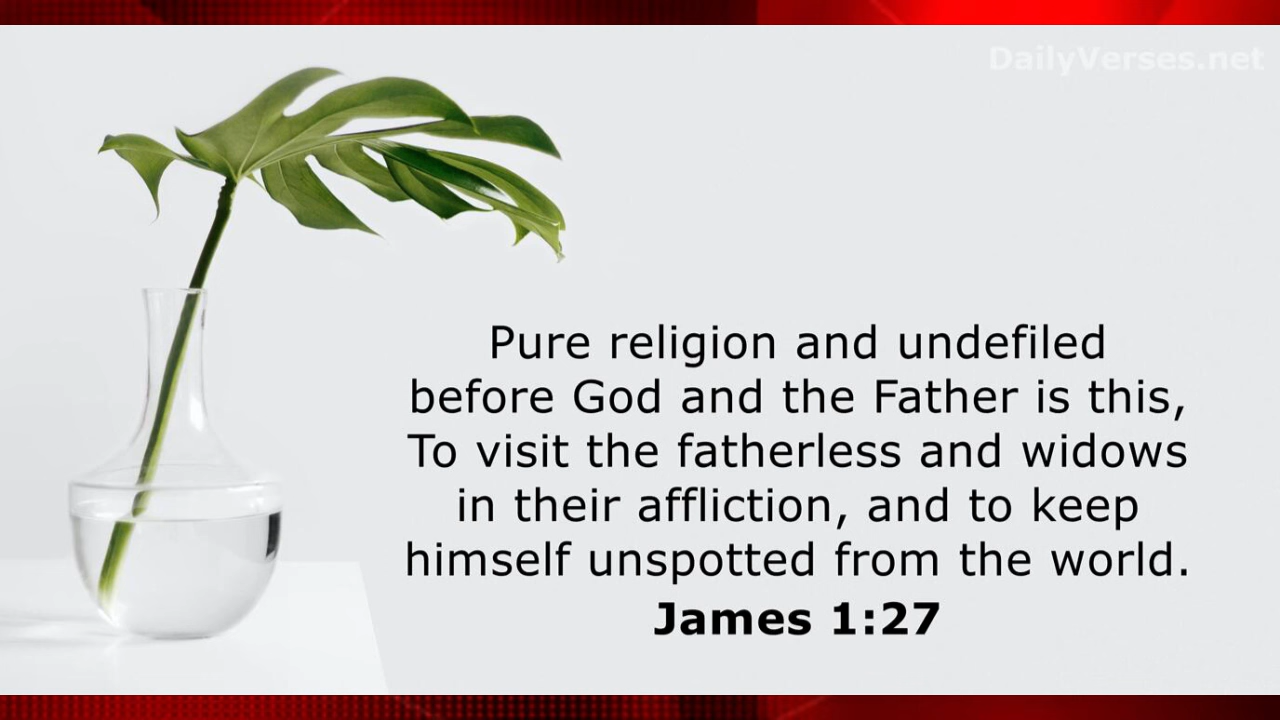 DailyVerses.net
Pure religion and undefiled
before God and the Father is this,
To visit the fatherless and widows
in their affliction, and to keep
himself unspotted from the world.
James 1:27